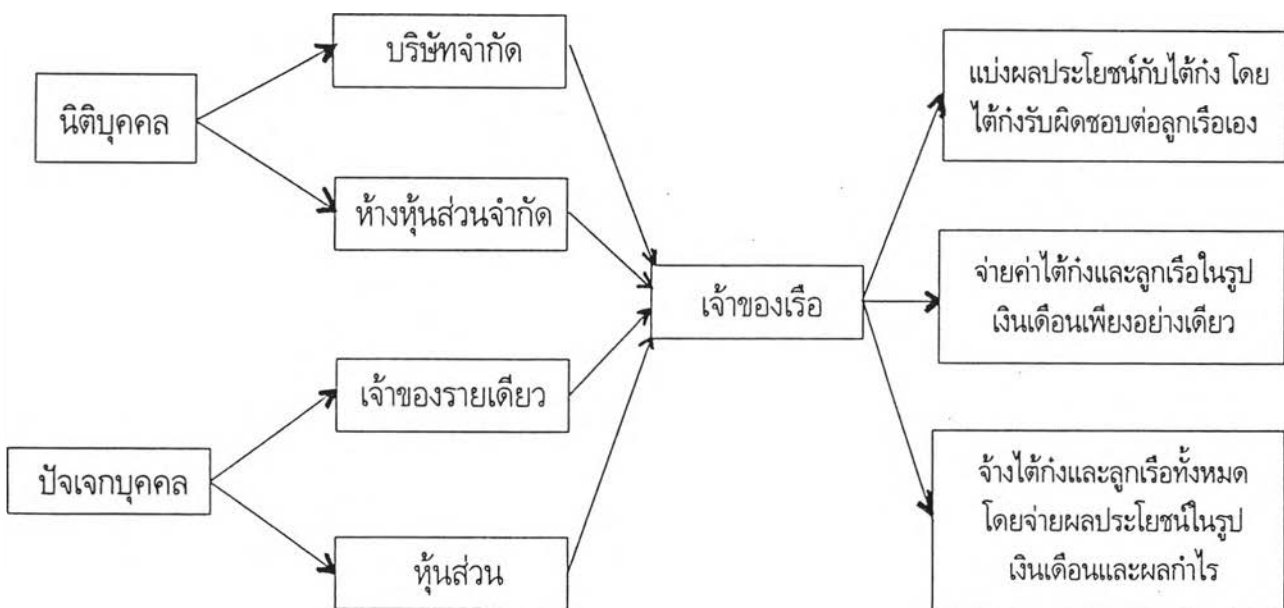 นิติบุคคล
บริษัทจำกัด
ห้างหุ้นส่วนจำกัด
ปัจเจกบุคคล
เจ้าของรายเดียว
หุ้นส่วน
เจ้าของเรือ
แบ่งผลประโยชน์กับไต้ก๋ง โดย
ไต้ก๋งรับผิดชอบต่อลูกเรือเอง
จ่ายค่าไต้ก๋งและลูกเรือในรูป
เงินเดือนเพียงอย่างเดียว
จ้างไต้ก๋งและลูกเรือทั้งหมด
โดยจ่ายผลประโยชน์ในรูป
เงินเดือนและผลกำไร